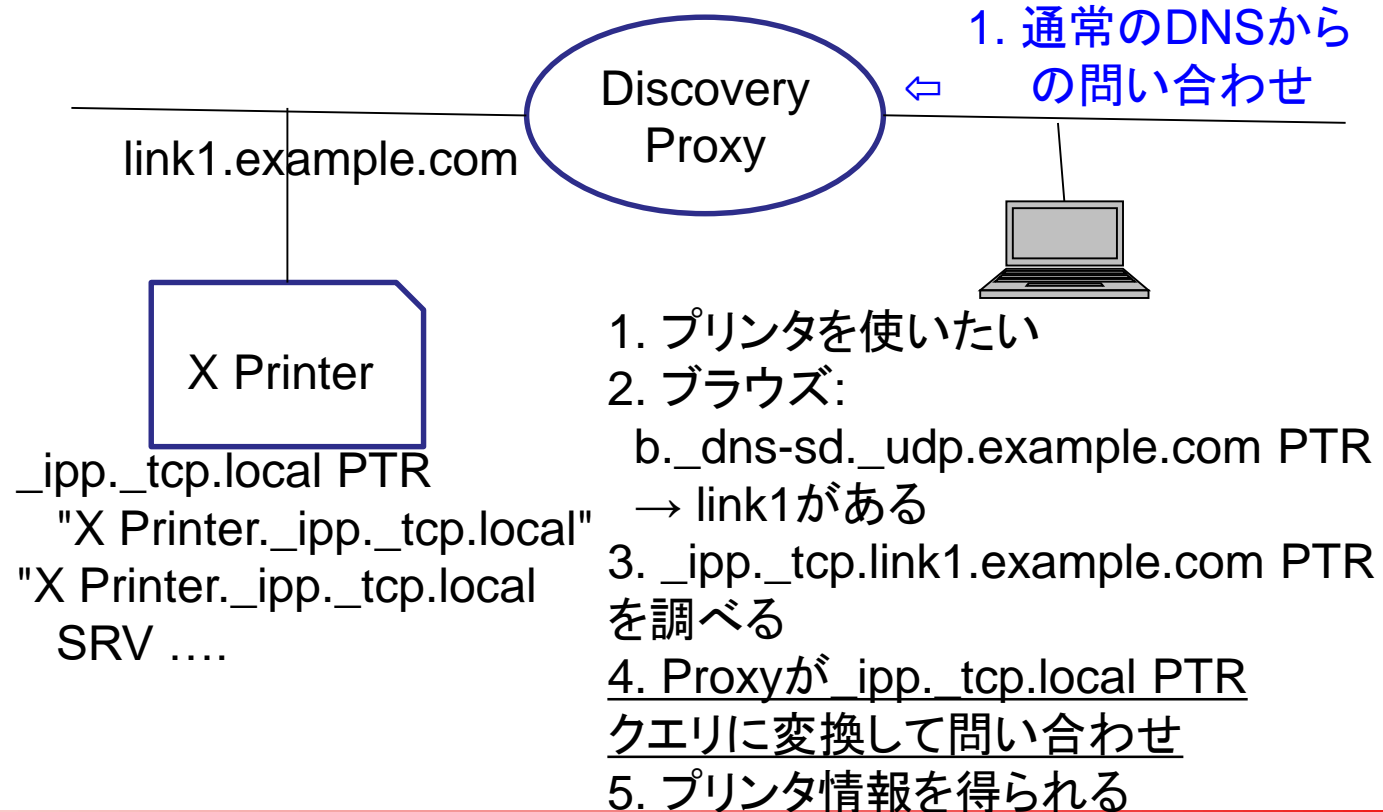 1. 通常のDNSから
の問い合わせ
⇦
Discovery
Proxy
link1.example.com
X Printer
_ipp._tcp.local PTR
"X Printer._ipp._tcp.local"
"X Printer._ipp._tcp.local
SRV ….
1. プリンタを使いたい
2. ブラウズ:
b._dns-sd._udp.example.com PTR
→ link1がある
3. _ipp._tcp.link1.example.com PTR
を調べる
4. Proxyが_ipp._tcp.local PTR
クエリに変換して問い合わせ
5. プリンタ情報を得られる